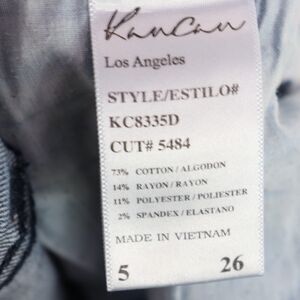 KanCan
Los Angeles
STYLE/ESTILO#
KC8335D
CUT# 5484
73% COTTON / ALGODON
14% RAYON / RAYON
11% POLYESTER / POLIESTER
2% SPANDEX / ELASTANO
MADE IN VIETNAM
5 26